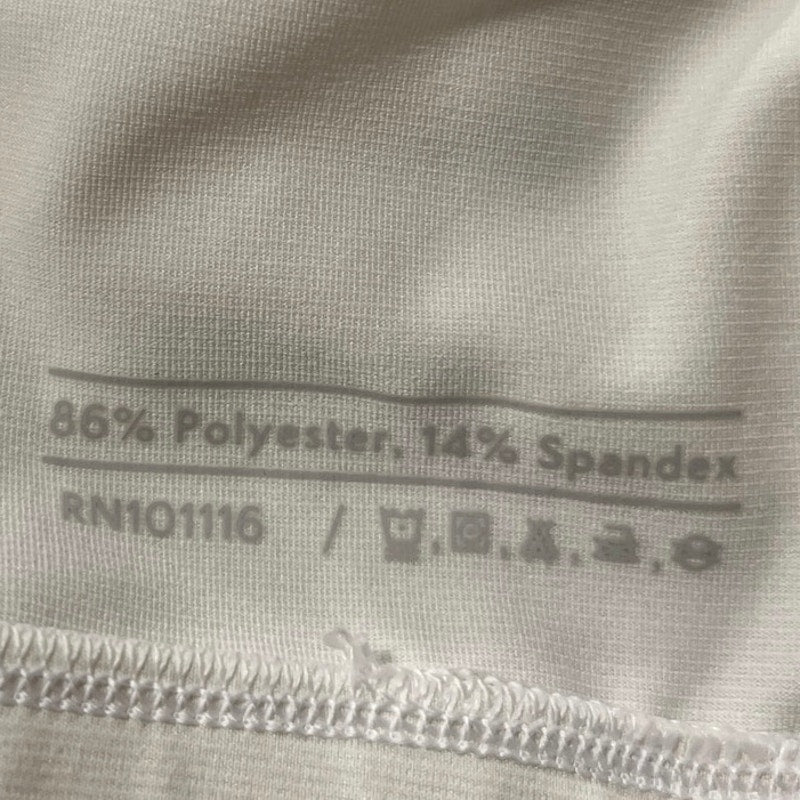 86% Polyester, 14% Spandex
RN101116 /